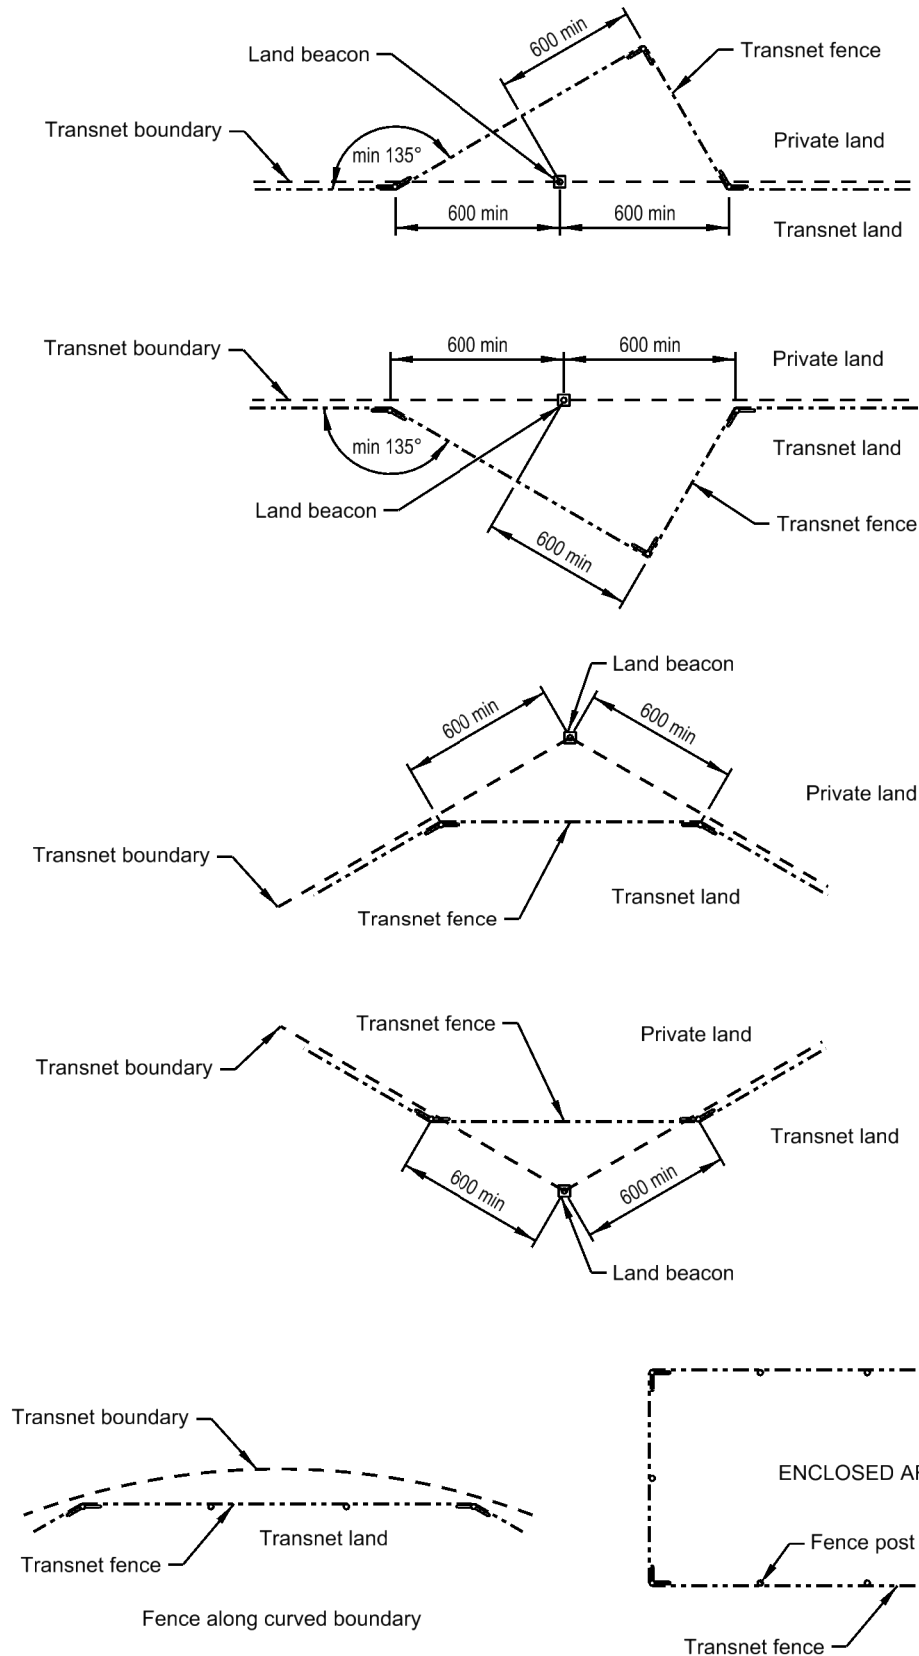 600 min
Land beacon
Transnet fence
Transnet boundary
Private land
min 135°
600 min
600 min
Transnet land
Transnet boundary
600 min
600 min
Private land
min 135°
Transnet land
Land beacon
Transnet fence
600 min
Land beacon
600 min
600 min
Private land
Transnet boundary
Transnet land
Transnet fence
Transnet fence
Private land
Transnet boundary
Transnet land
600 min
600 min
Land beacon
Transnet boundary
ENCLOSED
Transnet land
Fence post
Transnet fence
Fence along curved boundary
Transnet fence